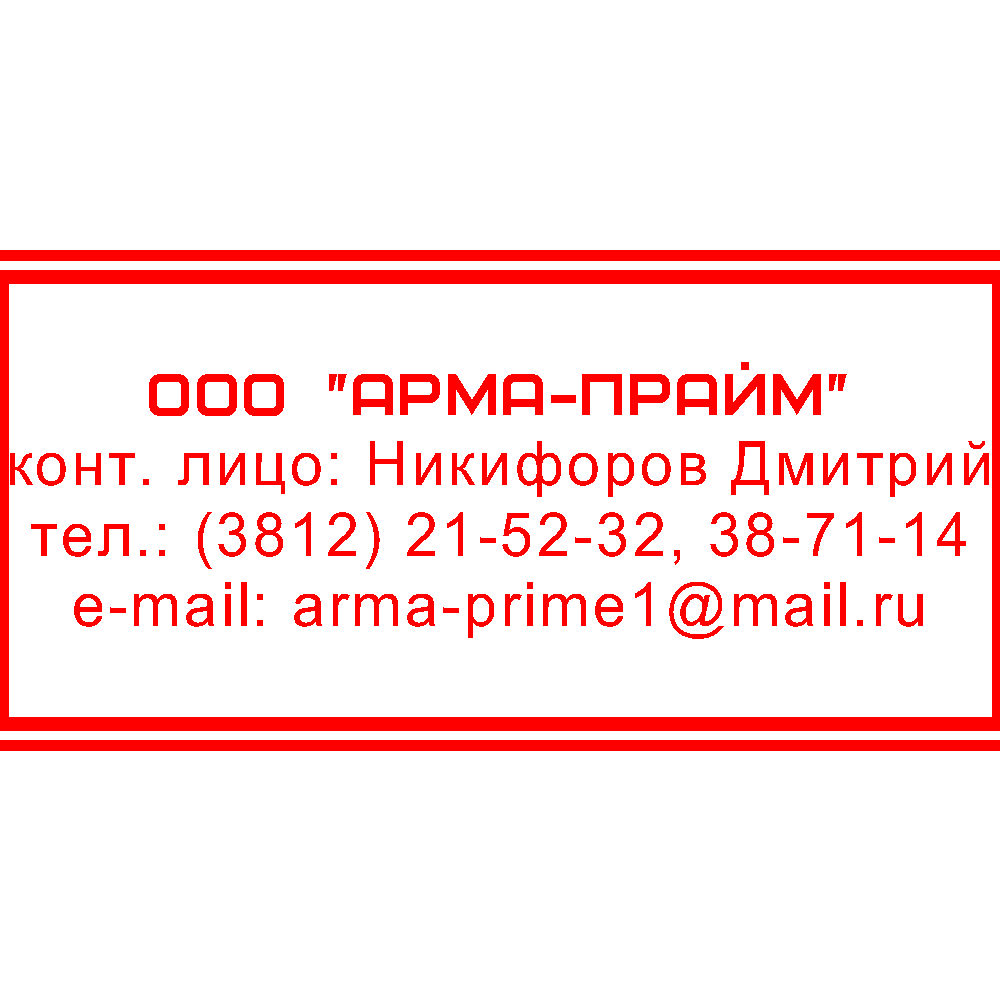 ООО "АРМА-ПРАЙМ"
конт. лицо: Никифоров Дмитрий
тел.: (3812) 21-52-32, 38-71-14
e-mail: arma-prime1@mail.ru